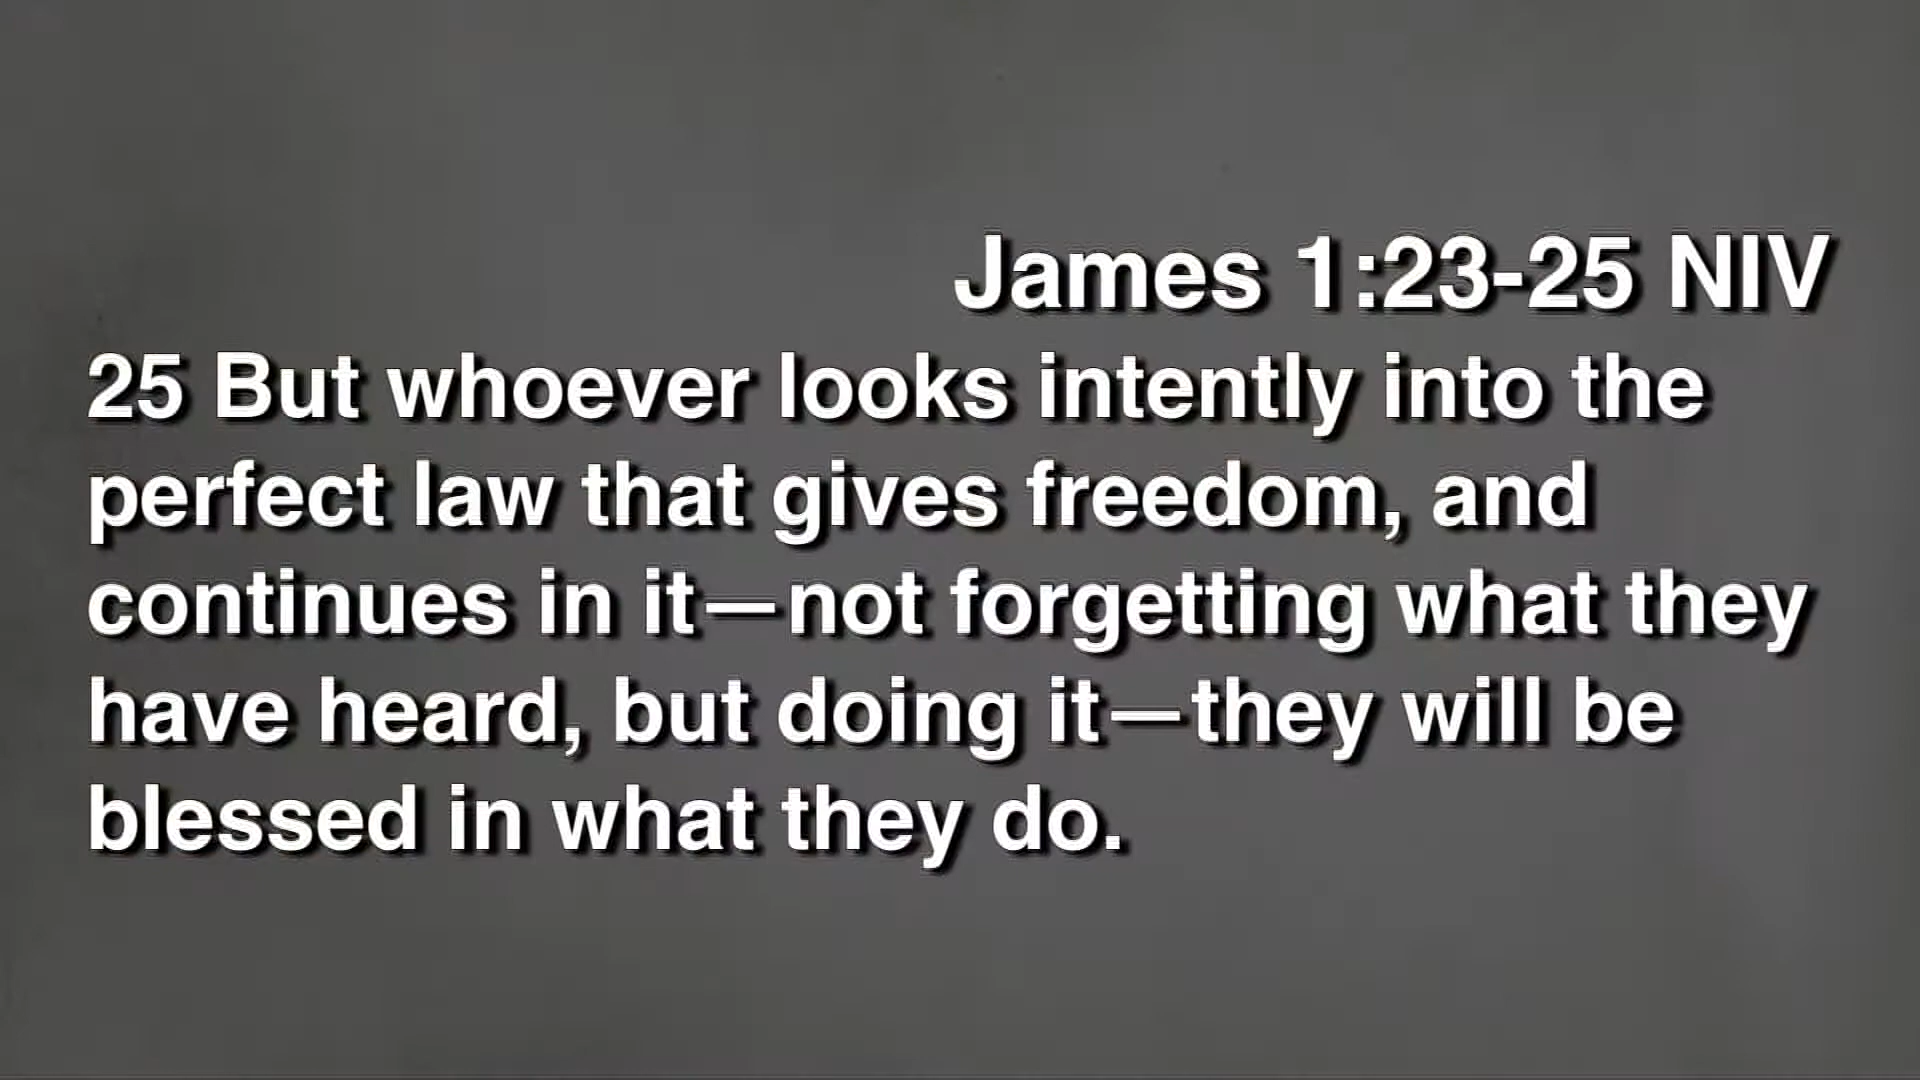 James 1:23-25 NIV
25 But whoever looks intently into the
perfect law that gives freedom, and
continues in it—not forgetting what they
have heard, but doing it—they will be
blessed in what they do.